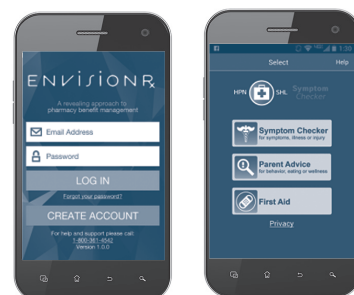 ENVISIONRx
A revealing approach to
pharmacy benefit management
Email Address
Password
LOG IN
Forgot your password?
CREATE ACCOUNT
For help and support please call:
1-800-361-4542
Version 1.0.0
1:30
Select
Help
HPN
SHL
Symptom
Checker
Symptom Checker
for symptoms, illness or injury
Parent Advice
for behavior, eating or wellness
First Aid
Privacy